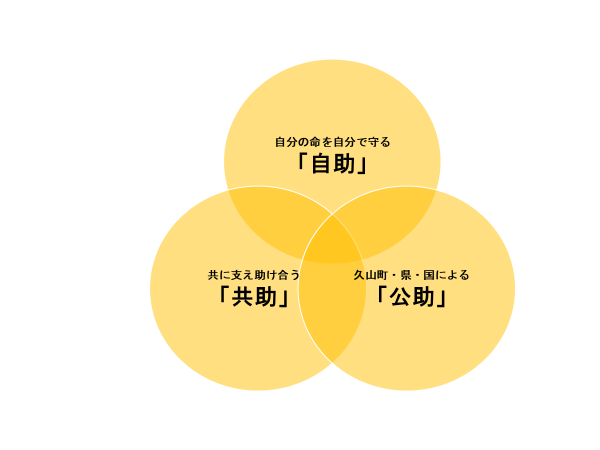 自分の命を自分で守る
「自助」
共に支え助け合う
「共助」
久山町・県・国による
「公助」